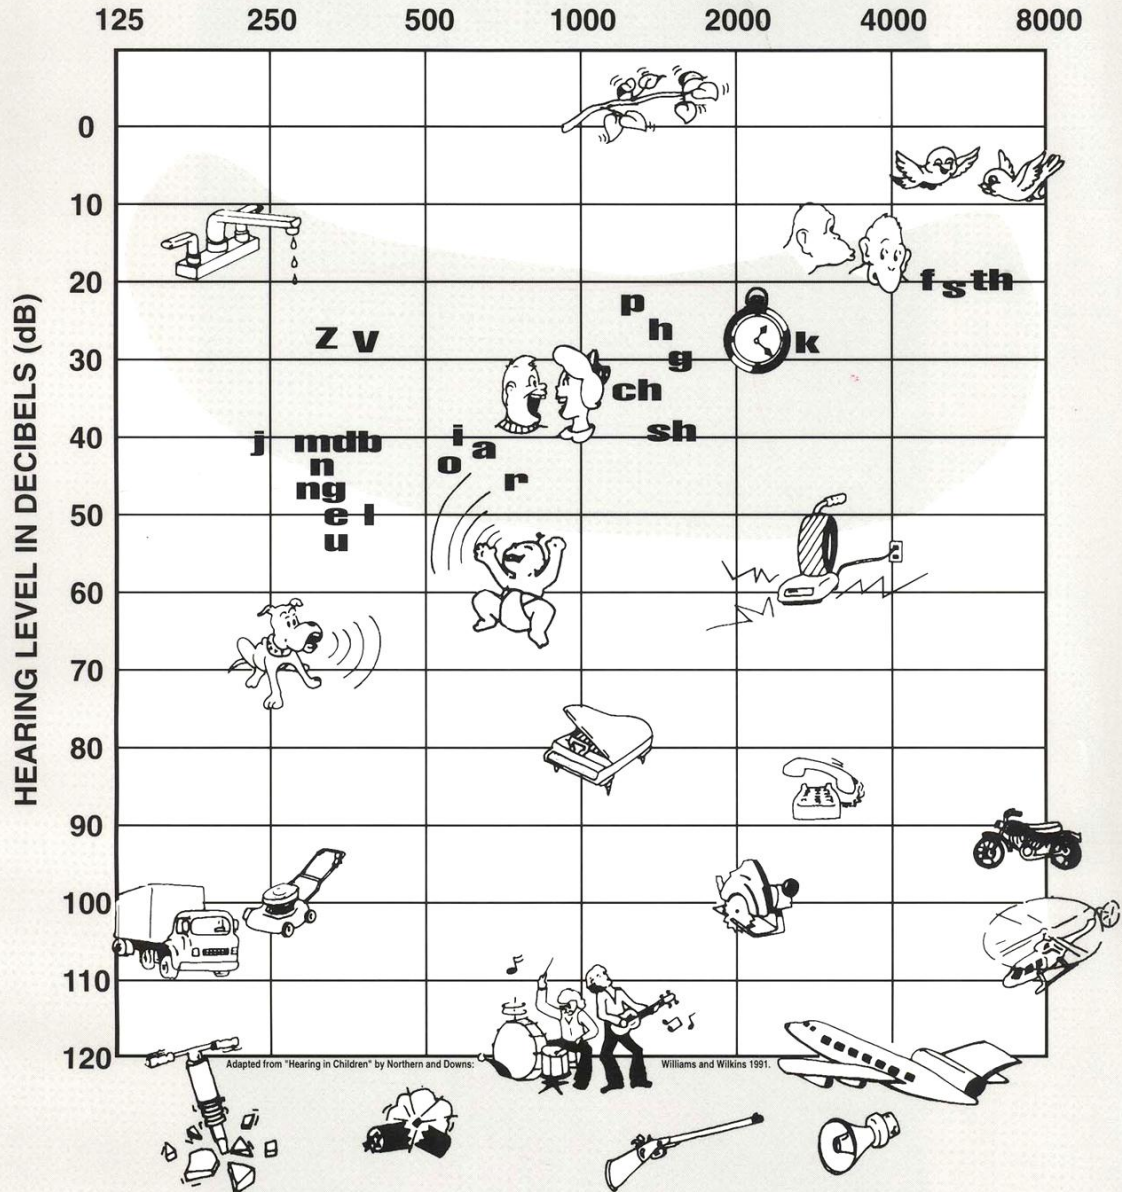 125 250 500 1000 2000 4000 8000
HEARING LEVEL IN DECIBELS (dB)
0
10
20
f s th
p
z v
h
k
30
g
ch
40
j mdb i a sh
n o
ng r
50
e l
u
60
70
80
90
100
110
120
Adapted from "Hearing in Children" by Northern and Downs: Williams and Wilkins 1991.